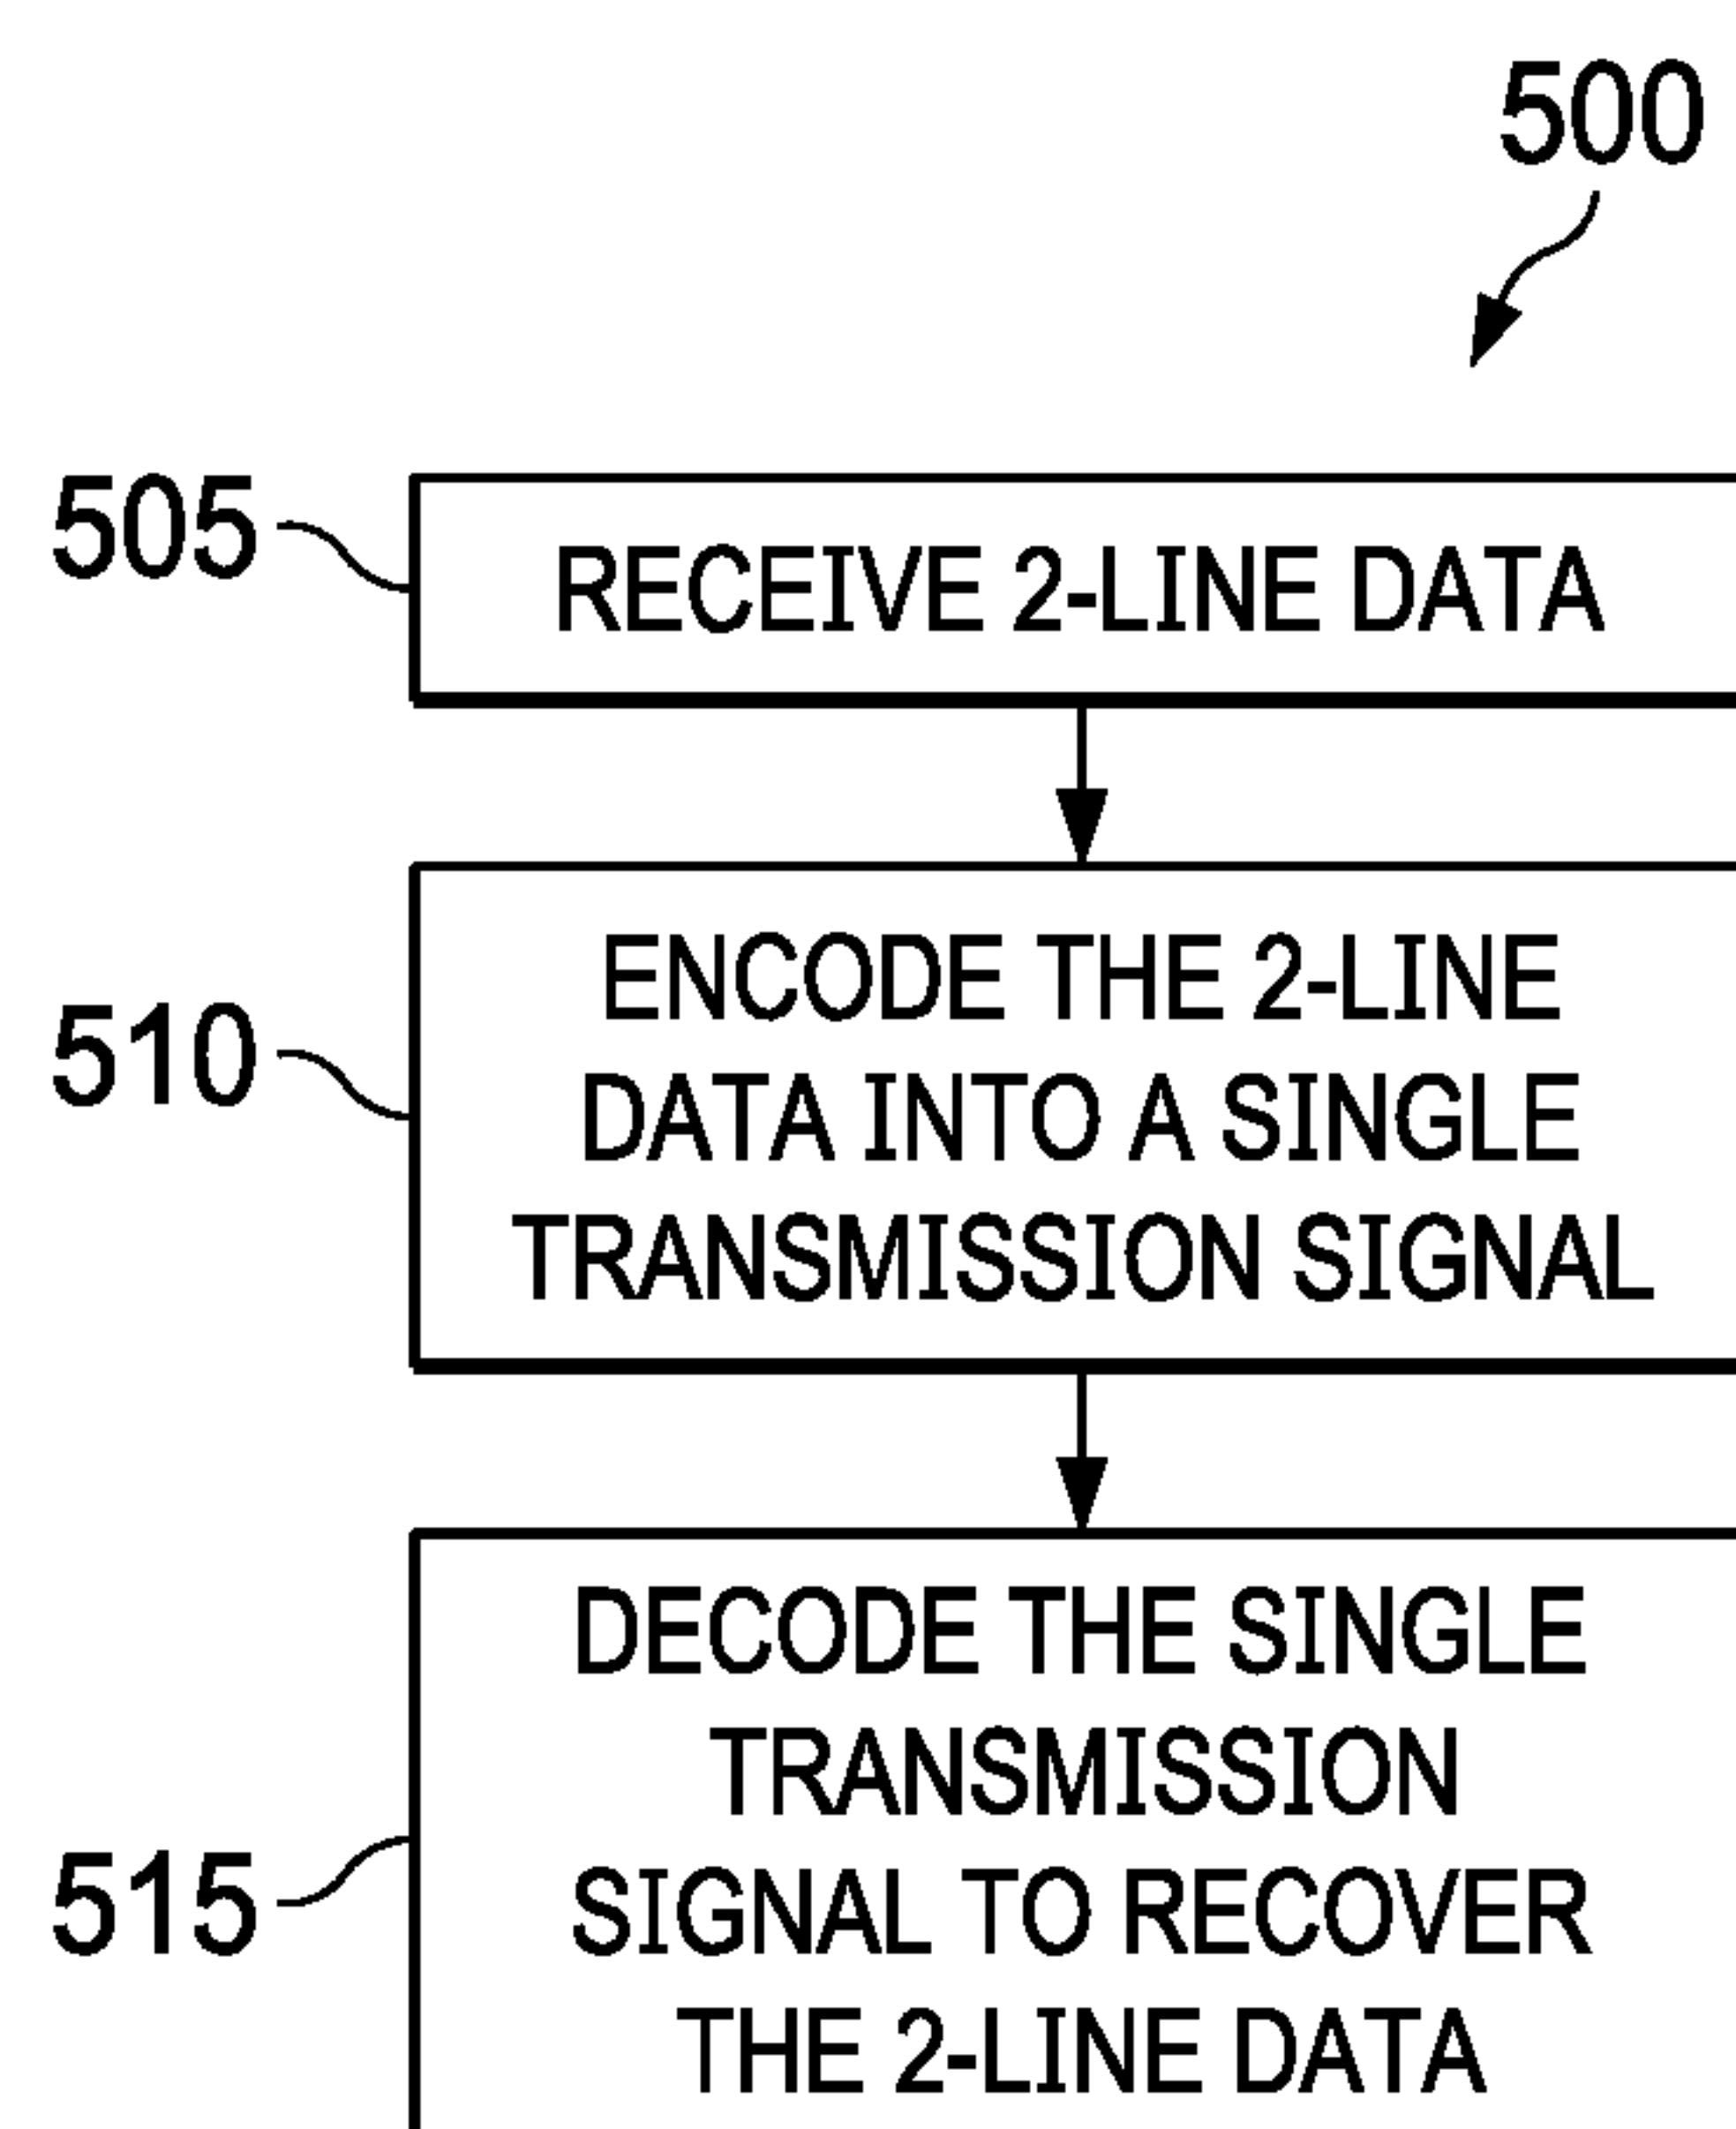 500
505
RECEIVE 2-LINE DATA
510
ENCODE THE 2-LINE
DATA INTO A SINGLE
TRANSMISSION SIGNAL
515
DECODE THE SINGLE
TRANSMISSION
SIGNAL TO RECOVER
THE 2-LINE DATA